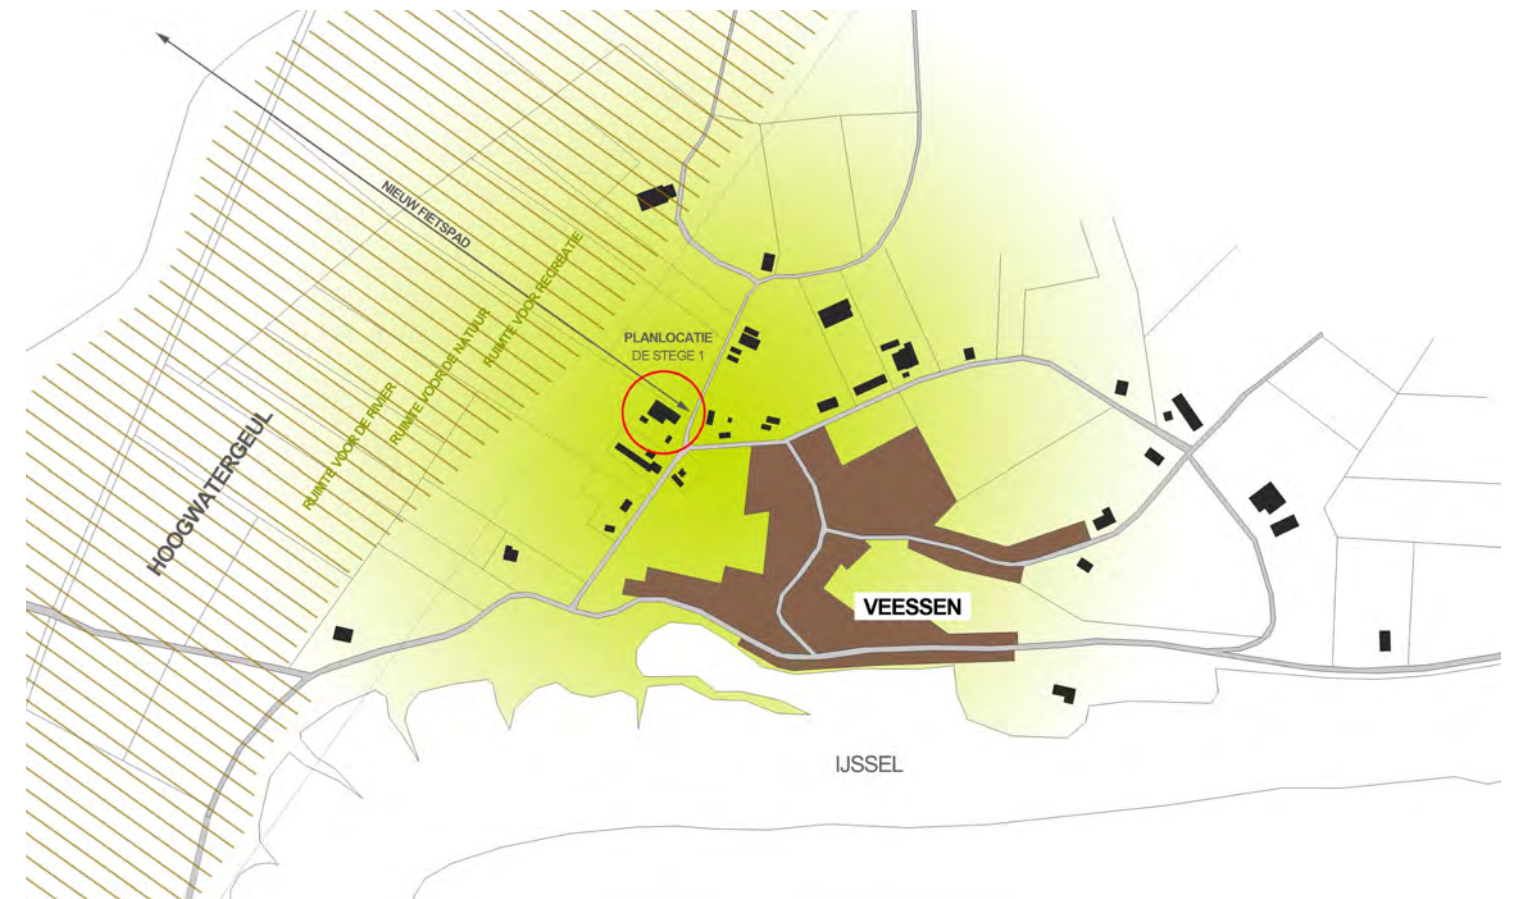 NIEUW FIETSPAD
RUIMTE VOOR RECREATIE
RUIMTE VOOR DE NATUUR
RUIMTE VOOR DE RIVIER
HOOGWATERGEUL
PLANLOCATIE
DE STEGE 1
VEESSEN
IJSSEL